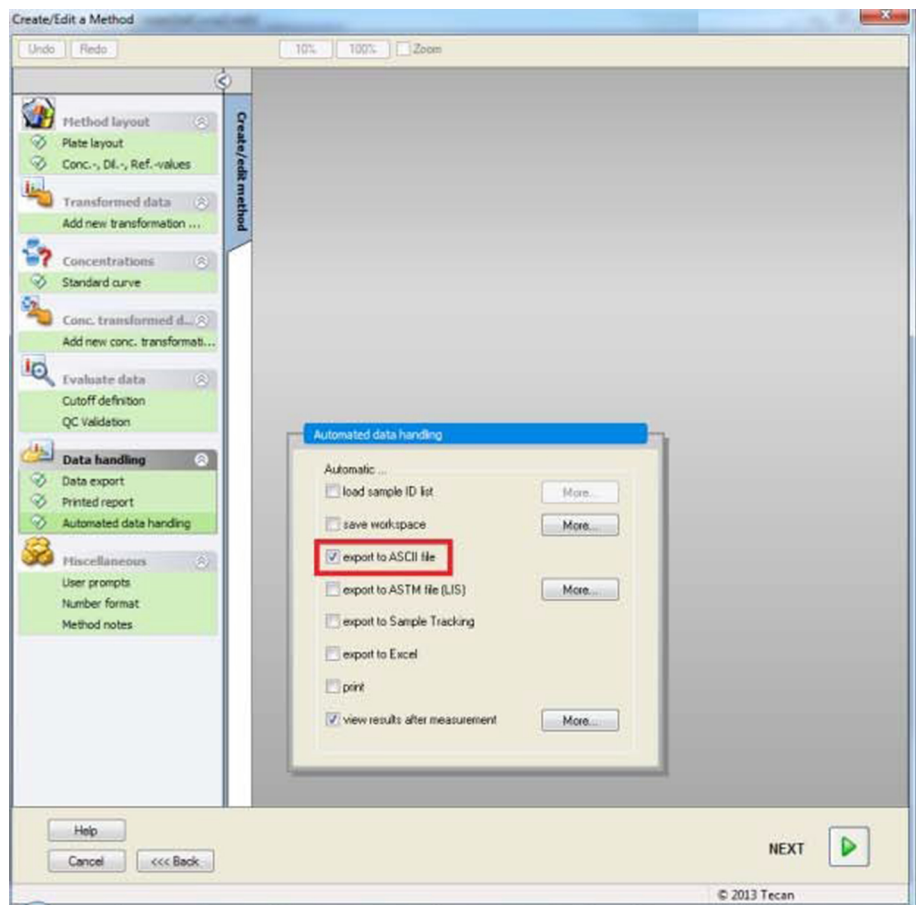 Create/Edit a Method
Undo Redo 10% 100% Zoom
Create/edit method
Method layout
Plate layout
Conc.-, Dil.-, Ref.-values
Transformed data
Add new transformation ...
Concentrations
Standard curve
Conc. transformed d...
Add new conc. transformati...
Evaluate data
Cutoff definition
QC Validation
Data handling
Data export
Printed report
Automated data handling
Miscellaneous
User prompts
Number format
Method notes
Automated data handling
Automatic ...
load sample ID list More...
save workspace More...
export to ASCII file
export to ASTM file (LIS) More...
export to Sample Tracking
export to Excel
print
view results after measurement More...
Help
Cancel <<< Back
NEXT
© 2013 Tecan